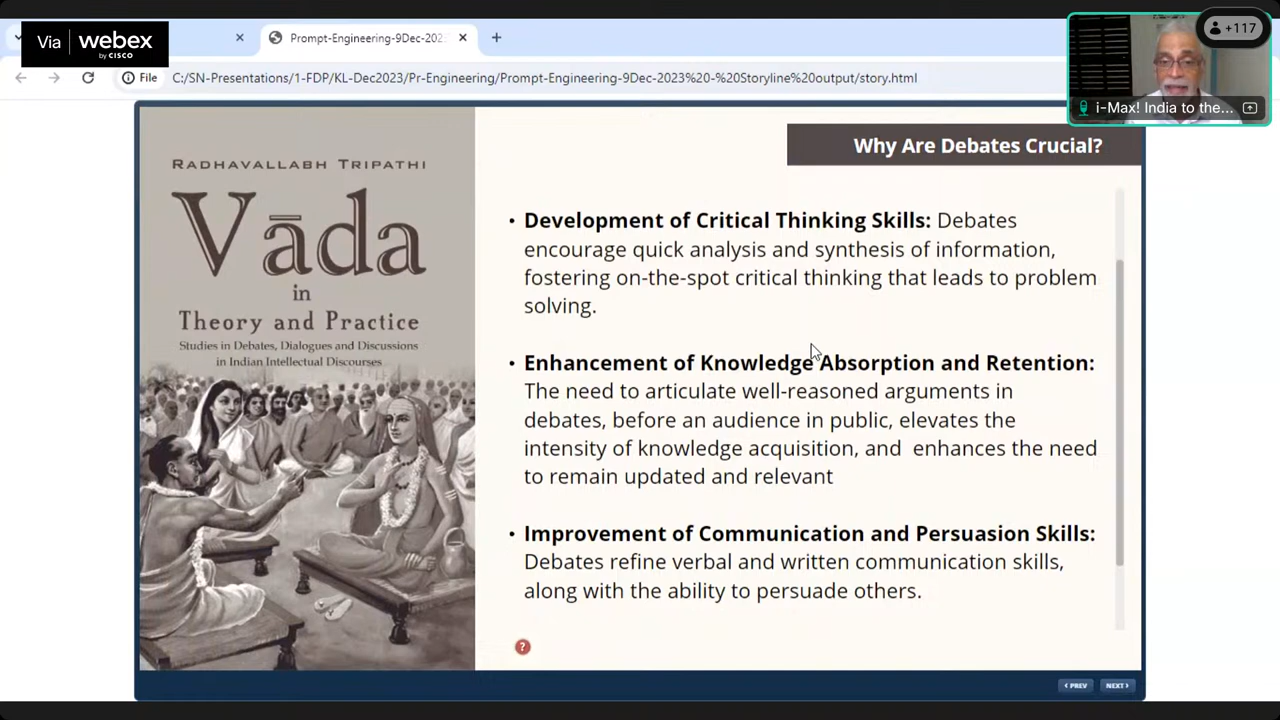 Via webex
by CISCO
Prompt-Engineering-9Dec-202
+117
File C:/SN-Presentations/1-FDP/KL-Dec-2023/Pr-Engineering/Prompt-Engineering-9Dec-2023%20-%20Storyline%20output/story.html
i-Max! India to the...
RADHAVALLABH TRIPATHI
Vāda
in
Theory and Practice
Studies in Debates, Dialogues and Discussions
in Indian Intellectual Discourses
Why Are Debates Crucial?
• Development of Critical Thinking Skills: Debates
encourage quick analysis and synthesis of information,
fostering on-the-spot critical thinking that leads to problem
solving.
• Enhancement of Knowledge Absorption and Retention:
The need to articulate well-reasoned arguments in
debates, before an audience in public, elevates the
intensity of knowledge acquisition, and enhances the need
to remain updated and relevant
• Improvement of Communication and Persuasion Skills:
Debates refine verbal and written communication skills,
along with the ability to persuade others.
?
PREV NEXT